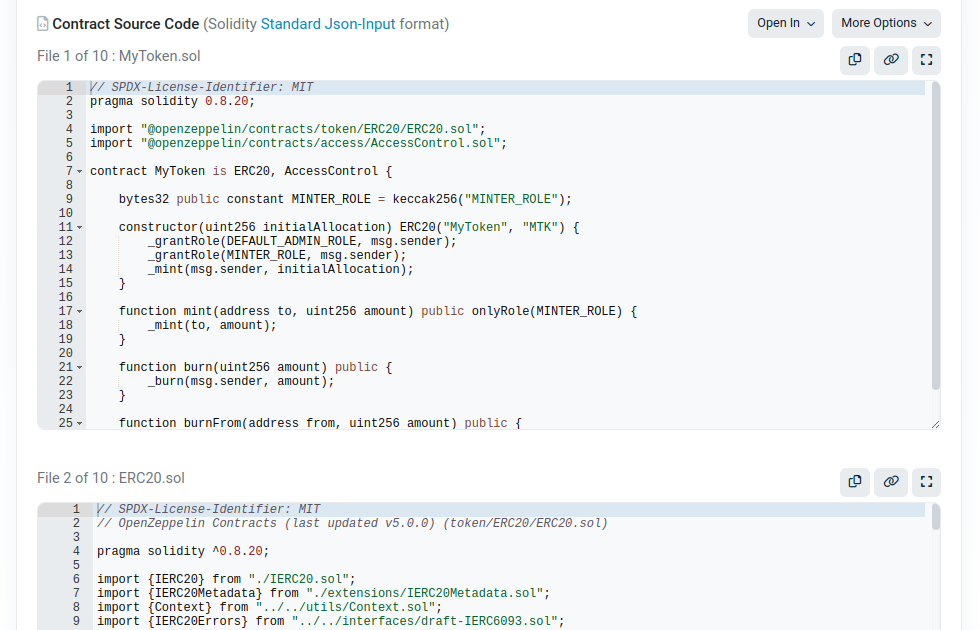 Contract Source Code (Solidity Standard Json-Input format)
Open In
More Options
File 1 of 10 : MyToken.sol
1 // SPDX-License-Identifier: MIT
2 pragma solidity 0.8.20;
3
4 import "@openzeppelin/contracts/token/ERC20/ERC20.sol";
5 import "@openzeppelin/contracts/access/AccessControl.sol";
6
7 contract MyToken is ERC20, AccessControl {
8
9     bytes32 public constant MINTER_ROLE = keccak256("MINTER_ROLE");
10
11     constructor(uint256 initialAllocation) ERC20("MyToken", "MTK") {
12         _grantRole(DEFAULT_ADMIN_ROLE, msg.sender);
13         _grantRole(MINTER_ROLE, msg.sender);
14         _mint(msg.sender, initialAllocation);
15     }
16
17     function mint(address to, uint256 amount) public onlyRole(MINTER_ROLE) {
18         _mint(to, amount);
19     }
20
21     function burn(uint256 amount) public {
22         _burn(msg.sender, amount);
23     }
24
25     function burnFrom(address from, uint256 amount) public {
File 2 of 10 : ERC20.sol
1 // SPDX-License-Identifier: MIT
2 // OpenZeppelin Contracts (last updated v5.0.0) (token/ERC20/ERC20.sol)
3
4 pragma solidity ^0.8.20;
5
6 import {IERC20} from "./IERC20.sol";
7 import {IERC20Metadata} from "./extensions/IERC20Metadata.sol";
8 import {Context} from "../../utils/Context.sol";
9 import {IERC20Errors} from "../../interfaces/draft-IERC6093.sol";